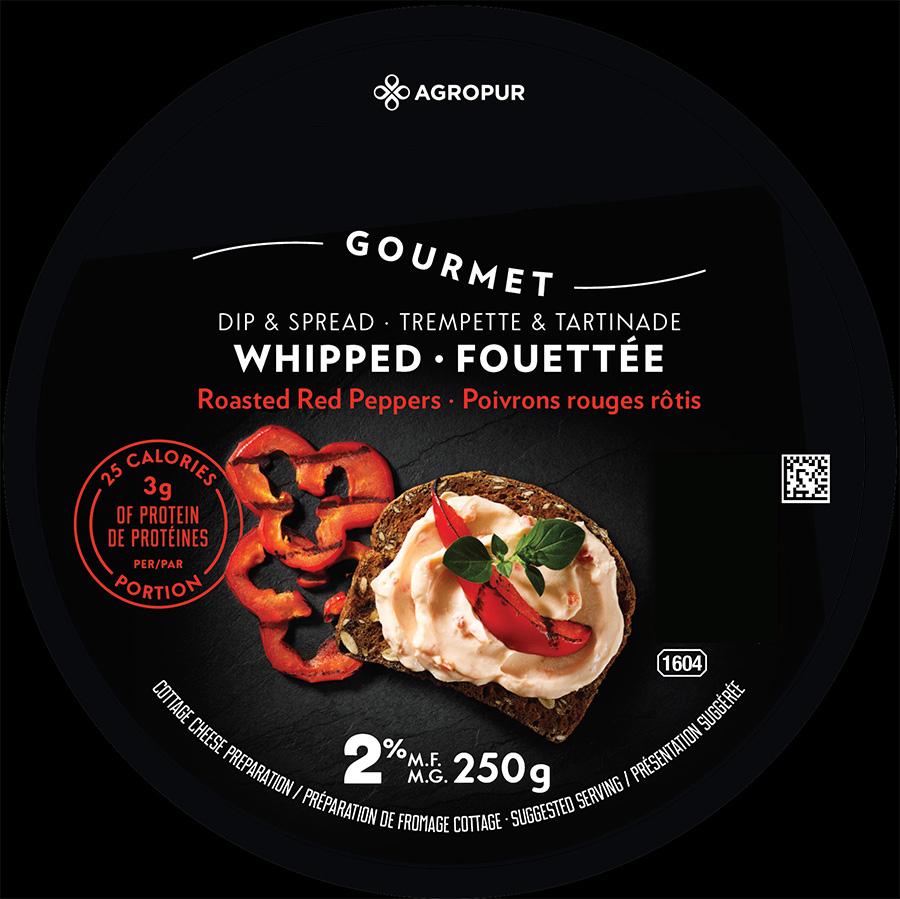 AGROPUR
GOURMET
DIP & SPREAD · TREMPETTE & TARTINADE
WHIPPED · FOUETTÉE
Roasted Red Peppers · Poivrons rouges rôtis
25 CALORIES
3g
OF PROTEIN
DE PROTÉINES
PER/PAR
PORTION
1604
2% M.F. M.G. 250g
COTTAGE CHEESE PREPARATION / PRÉPARATION DE FROMAGE COTTAGE · SUGGESTED SERVING / PRÉSENTATION SUGGÉRÉE